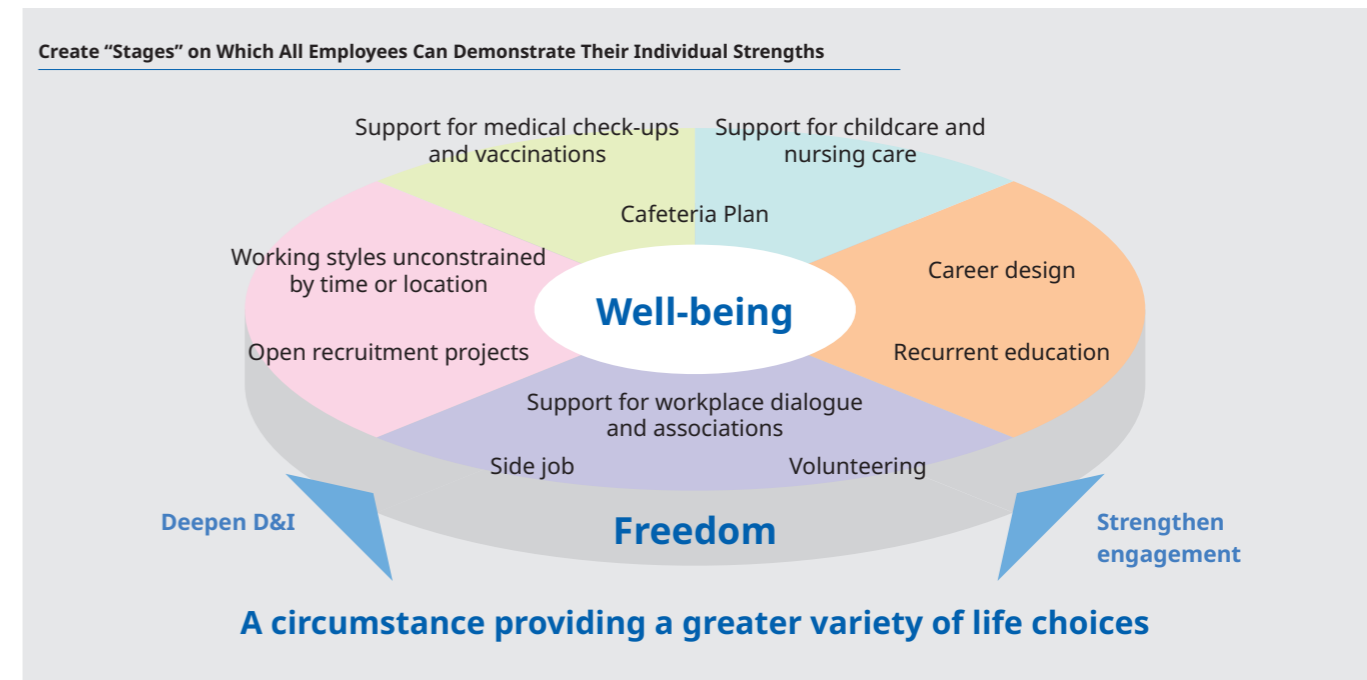 Create “Stages” on Which All Employees Can Demonstrate Their Individual Strengths
Support for medical check-ups
and vaccinations
Support for childcare and
nursing care
Cafeteria Plan
Working styles unconstrained
by time or location
Career design
Well-being
Open recruitment projects
Recurrent education
Support for workplace dialogue
and associations
Side job
Volunteering
Deepen D&I
Freedom
Strengthen
engagement
A circumstance providing a greater variety of life choices